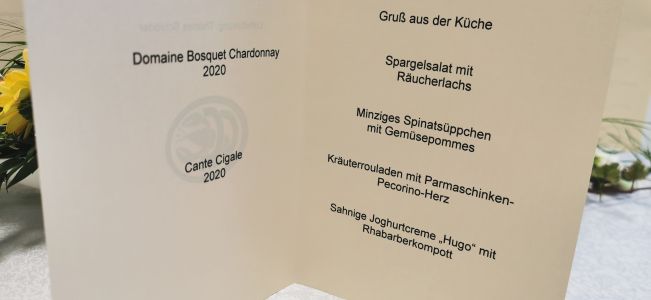 Domaine Bosquet Chardonnay
2020
Cante Cigale
2020
Gruß aus der Küche
Spargelsalat mit
Räucherlachs
Minziges Spinatsüppchen
mit Gemüsepommes
Kräuterrouladen mit Parmaschinken-
Pecorino-Herz
Sahnige Joghurtcreme „Hugo“ mit
Rhabarberkompott